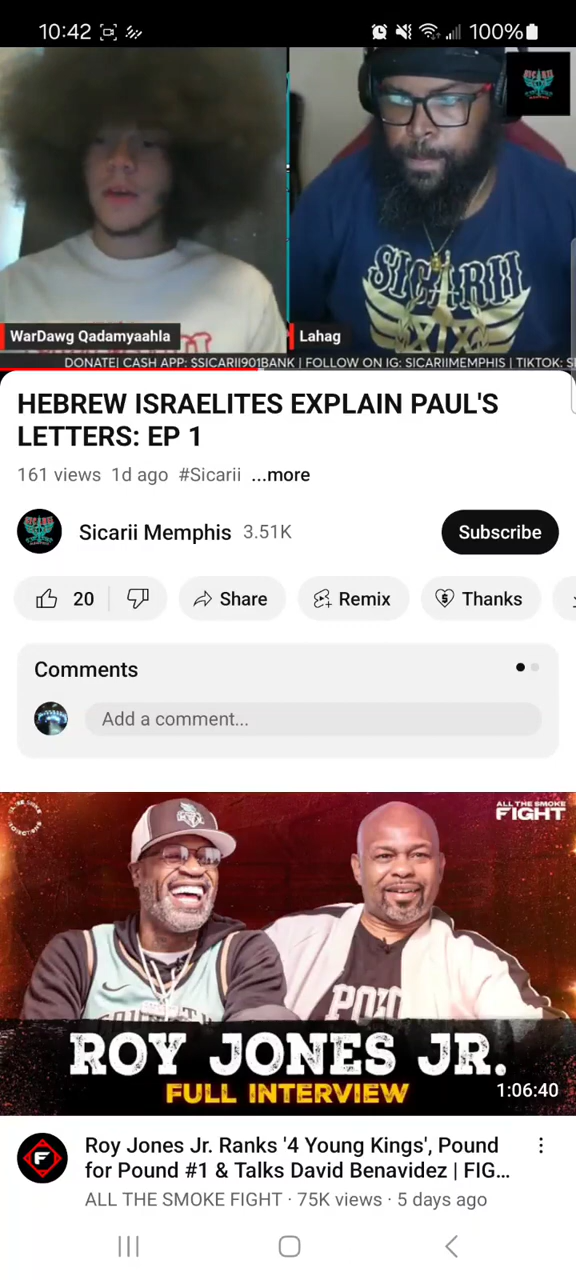 10:42
100%
SICARII
WarDawg Qadamyaahla
SICARII
XIX
Lahag
DONATE| CASH APP: $SICARII901BANK | FOLLOW ON IG: SICARIIMEMPHIS | TIKTOK: S
HEBREW ISRAELITES EXPLAIN PAUL'S
LETTERS: EP 1
161 views 1d ago #Sicarii ...more
Sicarii Memphis 3.51K
Subscribe
20
Share
Remix
Thanks
Comments
Add a comment...
ALL THE SMOKE
FIGHT
POLO
ROY JONES JR.
FULL INTERVIEW
1:06:40
F
Roy Jones Jr. Ranks '4 Young Kings', Pound
for Pound #1 & Talks David Benavidez | FIG...
ALL THE SMOKE FIGHT · 75K views · 5 days ago